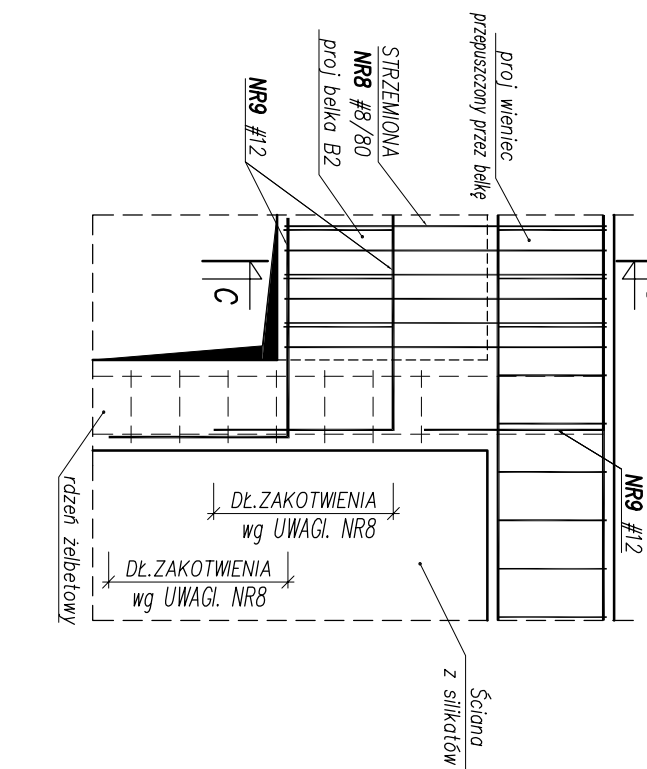 proj wieniec
przepuszczony przez belkę
STRZEMIONA
NR8 #8/80
proj belka B2
NR9 #12
C
NR9 #12
DŁ.ZAKOTWIENIA
wg UWAGI. NR8
DŁ.ZAKOTWIENIA
wg UWAGI. NR8
rdzeń żelbetowy
Ściana
z silikatów